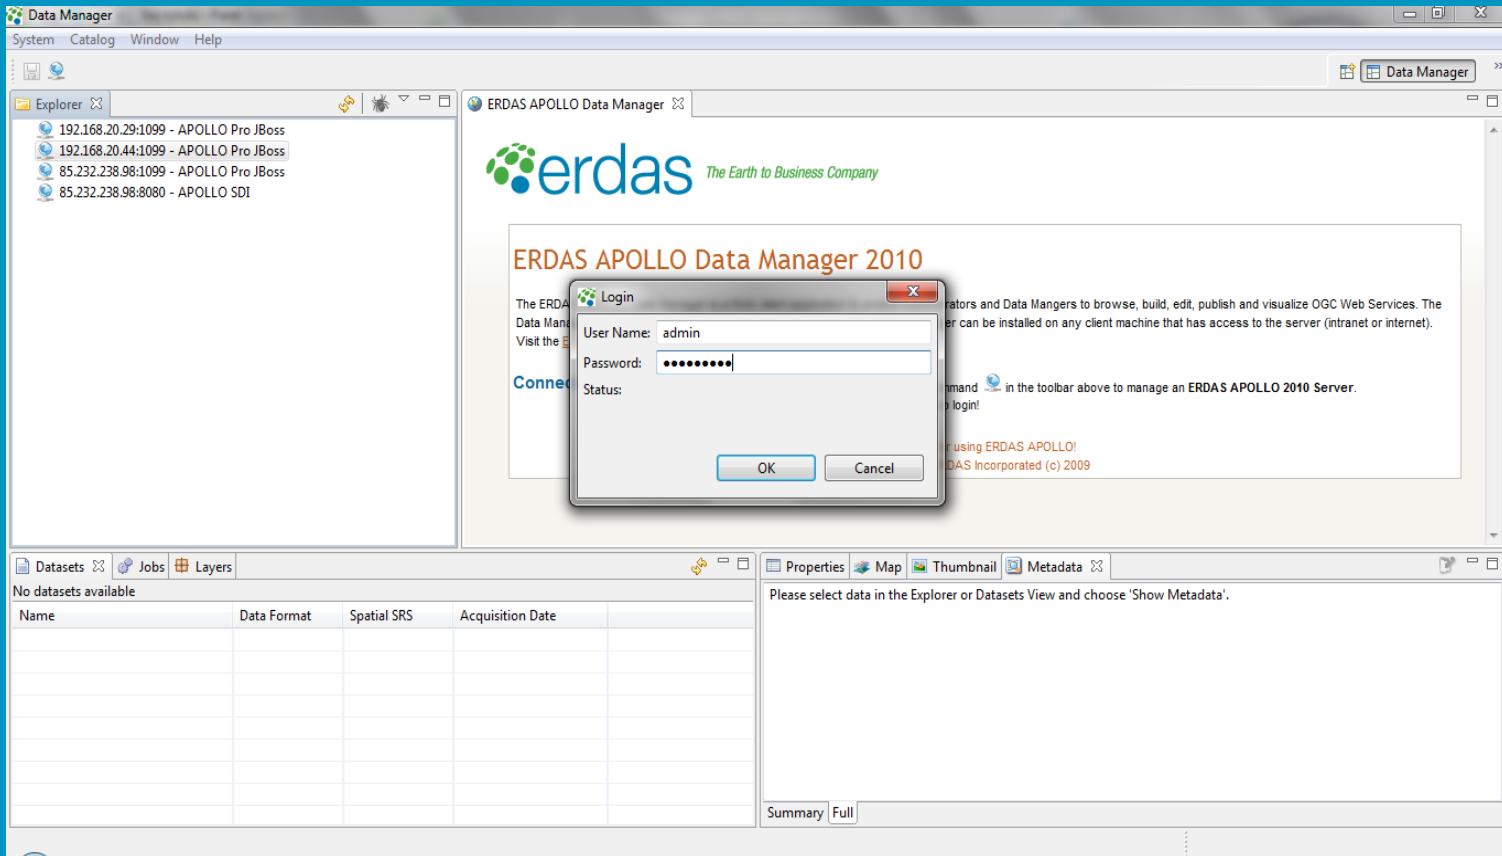 Data Manager
System Catalog Window Help
Data Manager
Explorer
192.168.20.29:1099 - APOLLO Pro JBoss
192.168.20.44:1099 - APOLLO Pro JBoss
85.232.238.98:1099 - APOLLO Pro JBoss
85.232.238.98:8080 - APOLLO SDI
ERDAS APOLLO Data Manager
erdas The Earth to Business Company
ERDAS APOLLO Data Manager 2010
The ERDA rators and Data Mangers to browse, build, edit, publish and visualize OGC Web Services. The
Data Mana er can be installed on any client machine that has access to the server (intranet or internet).
Visit the
Connec mmand in the toolbar above to manage an ERDAS APOLLO 2010 Server.
login!
r using ERDAS APOLLO!
DAS Incorporated (c) 2009
Login
User Name: admin
Password: •••••••••
Status:
OK Cancel
Datasets Jobs Layers
No datasets available
Name Data Format Spatial SRS Acquisition Date
Properties Map Thumbnail Metadata
Please select data in the Explorer or Datasets View and choose 'Show Metadata'.
Summary Full